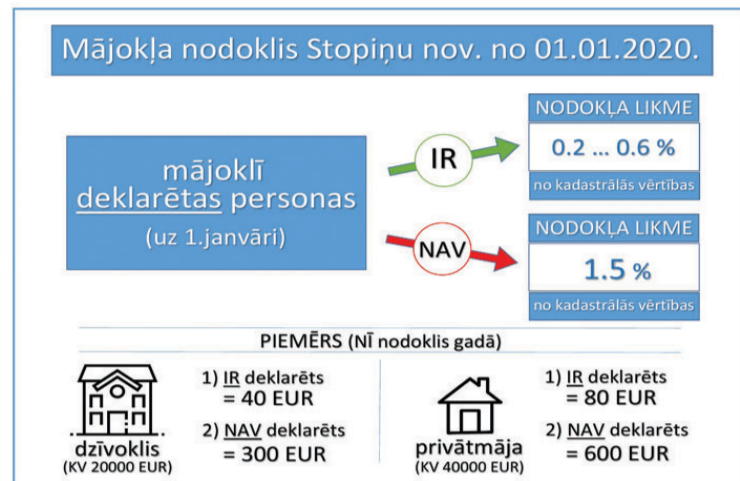 Mājokļa nodoklis Stopiņu nov. no 01.01.2020.
mājoklī
deklarētas personas
(uz 1.janvāri)
IR
NODOKĻA LIKME
0.2 ... 0.6 %
no kadastrālās vērtības
NAV
NODOKĻA LIKME
1.5 %
no kadastrālās vērtības
PIEMĒRS (NĪ nodoklis gadā)
dzīvoklis
(KV 20000 EUR)
1) IR deklarēts
= 40 EUR
2) NAV deklarēts
= 300 EUR
privātmāja
(KV 40000 EUR)
1) IR deklarēts
= 80 EUR
2) NAV deklarēts
= 600 EUR